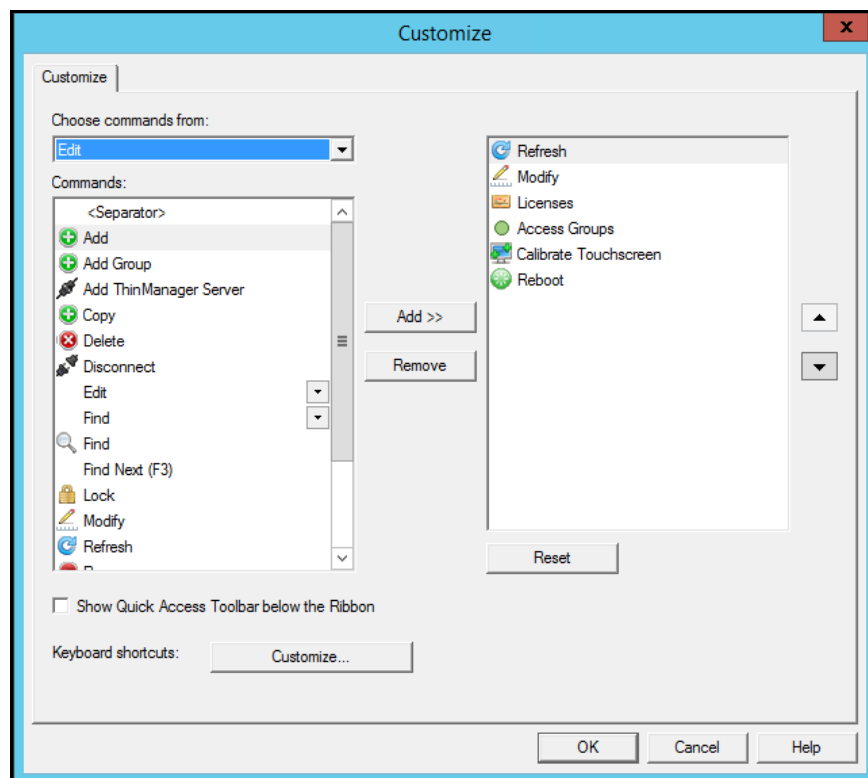 Customize
x
Customize
Choose commands from:
Edit
Commands:
<Separator>
Add
Add Group
Add ThinManager Server
Copy
Delete
Disconnect
Edit
Find
Find
Find Next (F3)
Lock
Modify
Refresh
Add >>
Remove
Refresh
Modify
Licenses
Access Groups
Calibrate Touchscreen
Reboot
Reset
Show Quick Access Toolbar below the Ribbon
Keyboard shortcuts:
Customize...
OK
Cancel
Help